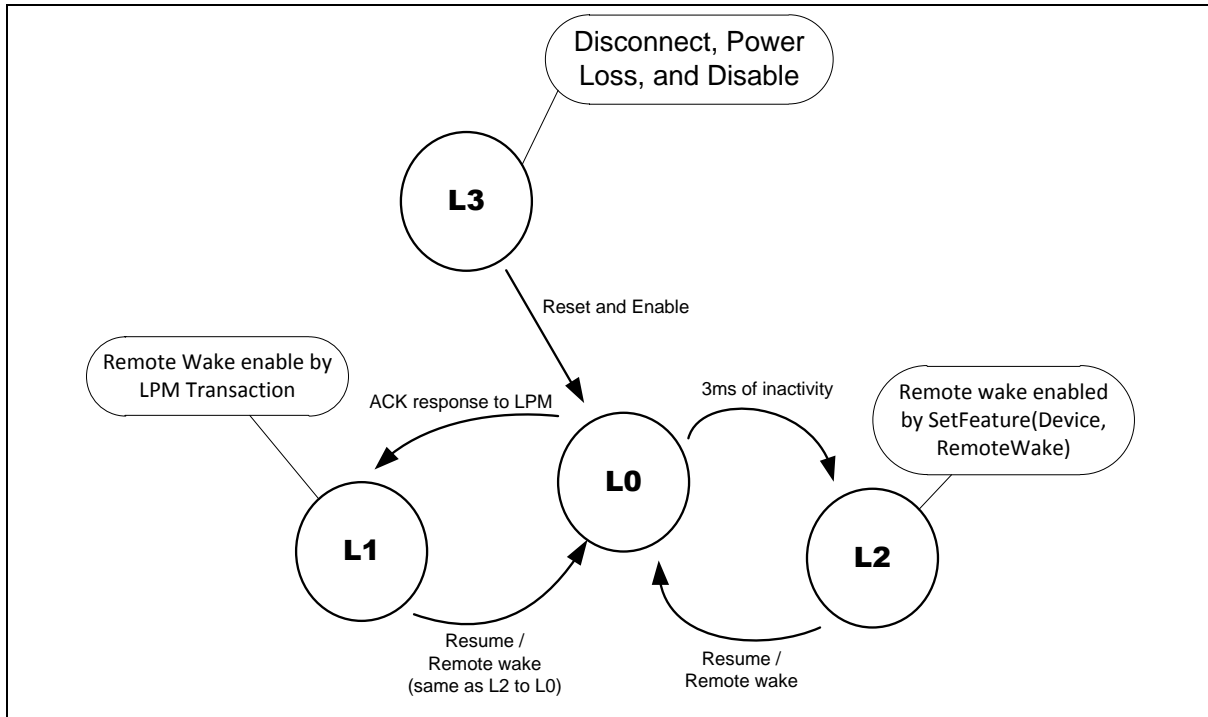 Disconnect, Power
Loss, and Disable
L3
Reset and Enable
Remote Wake enable by
LPM Transaction
ACK response to LPM
3ms of inactivity
Remote wake enabled
by SetFeature(Device,
RemoteWake)
L0
L1
L2
Resume /
Remote wake
(same as L2 to L0)
Resume /
Remote wake